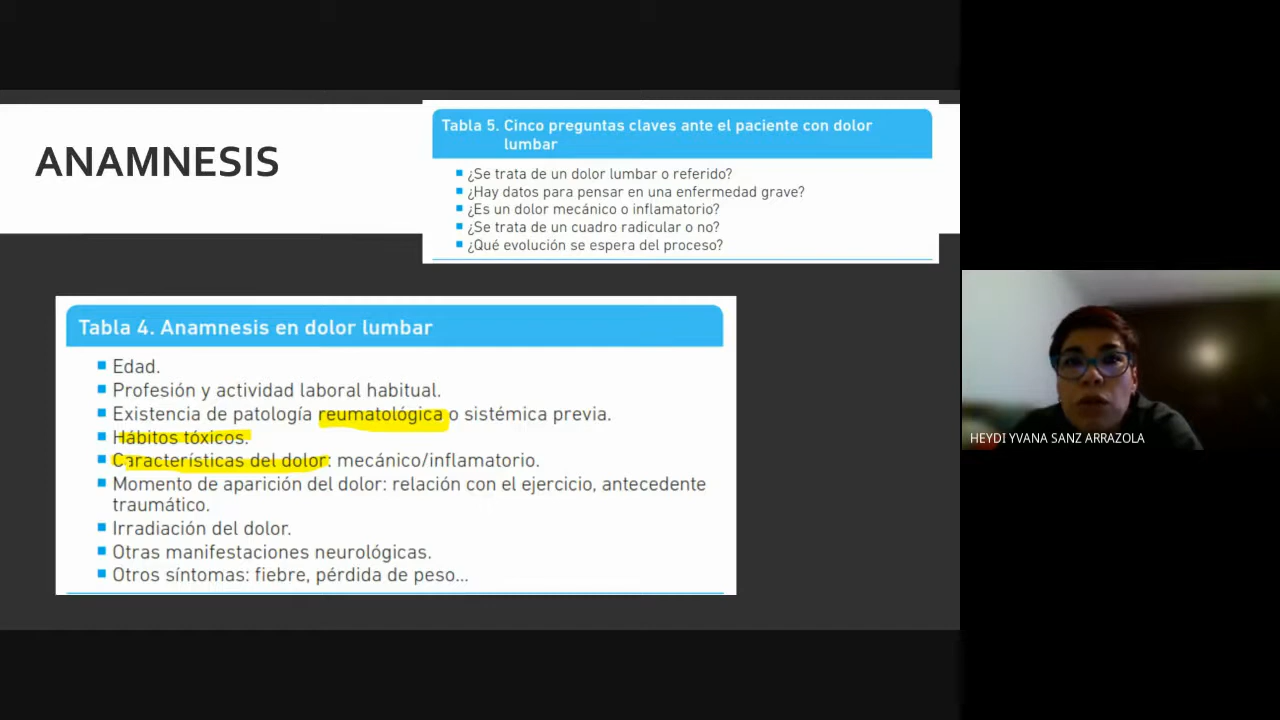 ANAMNESIS
Tabla 5. Cinco preguntas claves ante el paciente con dolor
lumbar
¿Se trata de un dolor lumbar o referido?
¿Hay datos para pensar en una enfermedad grave?
¿Es un dolor mecánico o inflamatorio?
¿Se trata de un cuadro radicular o no?
¿Qué evolución se espera del proceso?
Tabla 4. Anamnesis en dolor lumbar
Edad.
Profesión y actividad laboral habitual.
Existencia de patología reumatológica o sistémica previa.
Hábitos tóxicos.
Características del dolor: mecánico/inflamatorio.
Momento de aparición del dolor: relación con el ejercicio, antecedente
traumático.
Irradiación del dolor.
Otras manifestaciones neurológicas.
Otros síntomas: fiebre, pérdida de peso...
HEYDI YVANA SANZ ARRAZOLA